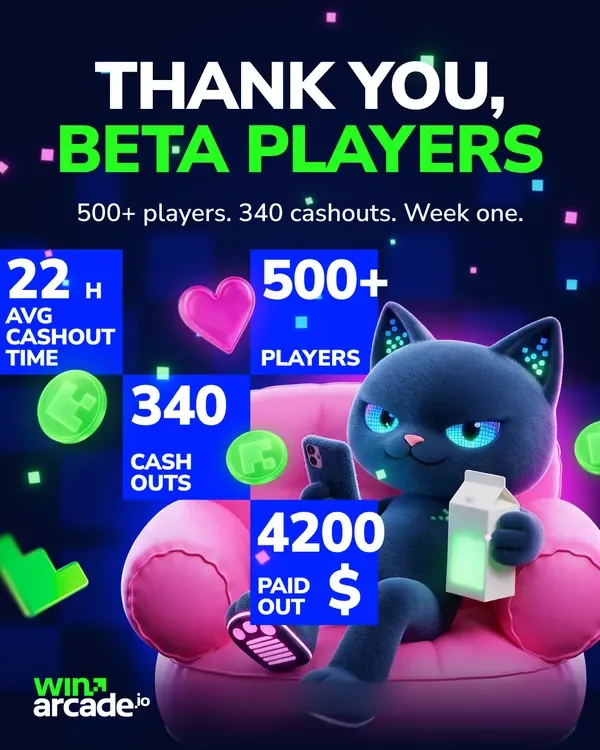 THANK YOU,
BETA PLAYERS
500+ players. 340 cashouts. Week one.
22 H
AVG
CASHOUT
TIME
500+
PLAYERS
340
CASH
OUTS
4200
PAID
OUT $
win
arcade.io